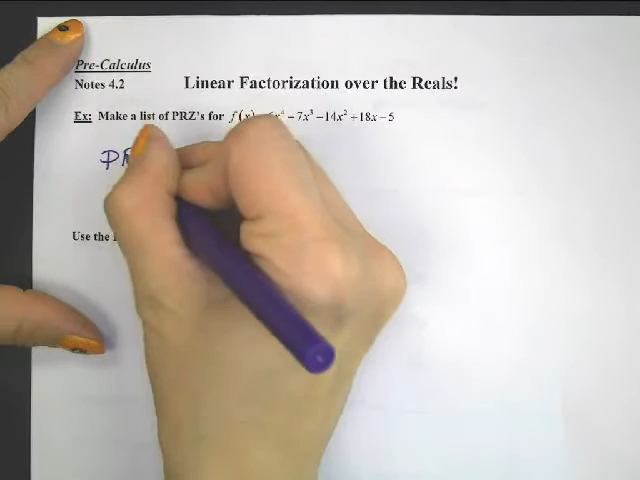 Pre-Calculus
Notes 4.2 Linear Factorization over the Reals!
Ex: Make a list of PRZ's for f(x) x⁴ − 7x³ − 14x² + 18x − 5
PR
Use the